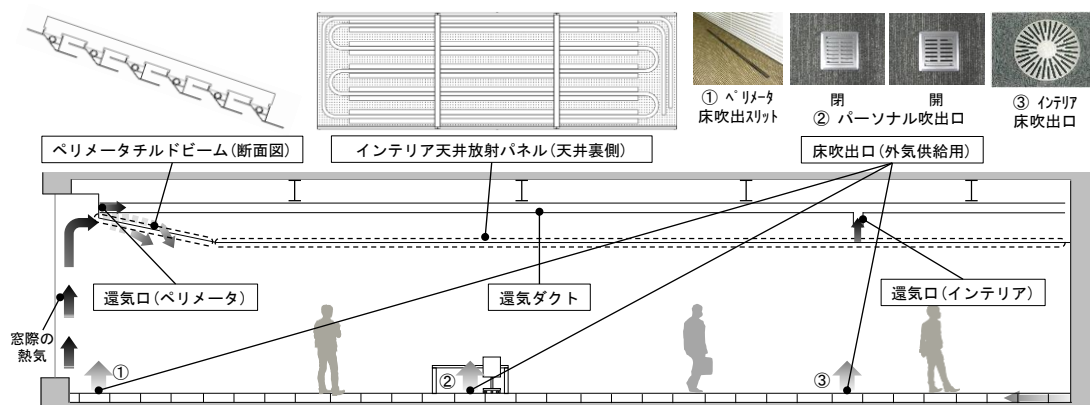 ① ﾍﾟﾘﾒｰﾀ
床吹出ｽﾘｯﾄ
閉 開
② パーソナル吹出口
③ ｲﾝﾃﾘｱ
床吹出口
ペリメータチルドビーム(断面図)
インテリア天井放射パネル(天井裏側)
床吹出口(外気供給用)
還気口(ペリメータ)
還気ダクト
還気口(インテリア)
窓際の
熱気
①
②
③